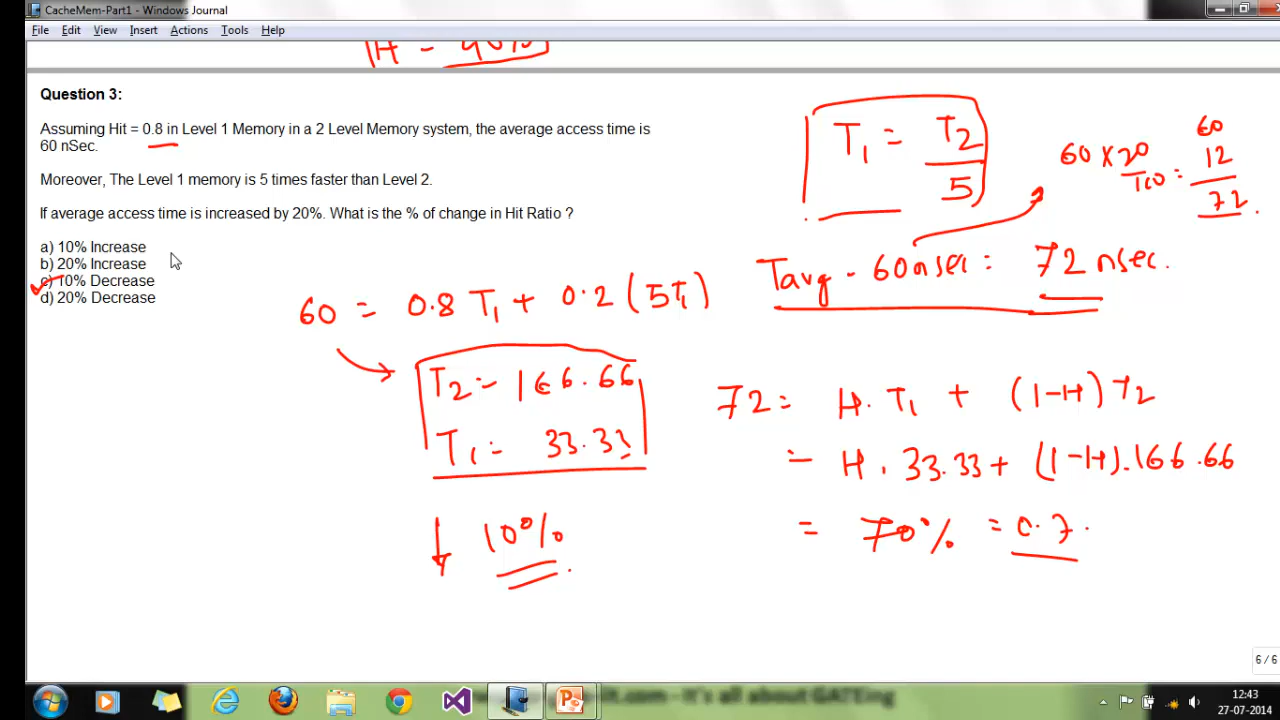 CacheMem-Part1 - Windows Journal
File Edit View Insert Actions Tools Help
Question 3:
Assuming Hit = 0.8 in Level 1 Memory in a 2 Level Memory system, the average access time is
60 nSec.
Moreover, The Level 1 memory is 5 times faster than Level 2.
If average access time is increased by 20%. What is the % of change in Hit Ratio ?
a) 10% Increase
b) 20% Increase
c) 10% Decrease
d) 20% Decrease
T1 = T2/5
60 × 20/100 =
60
12
72
Tavg - 60nsec = 72 nsec.
60 = 0.8 T1 + 0.2 (5T1)
T2 = 166.66
T1 = 33.33
↓ 10%
72 = H. T1 + (1-H) T2
= H. 33.33 + (1-H).166.66
= 70% = 0.7.
6 / 6
12:43
27-07-2014